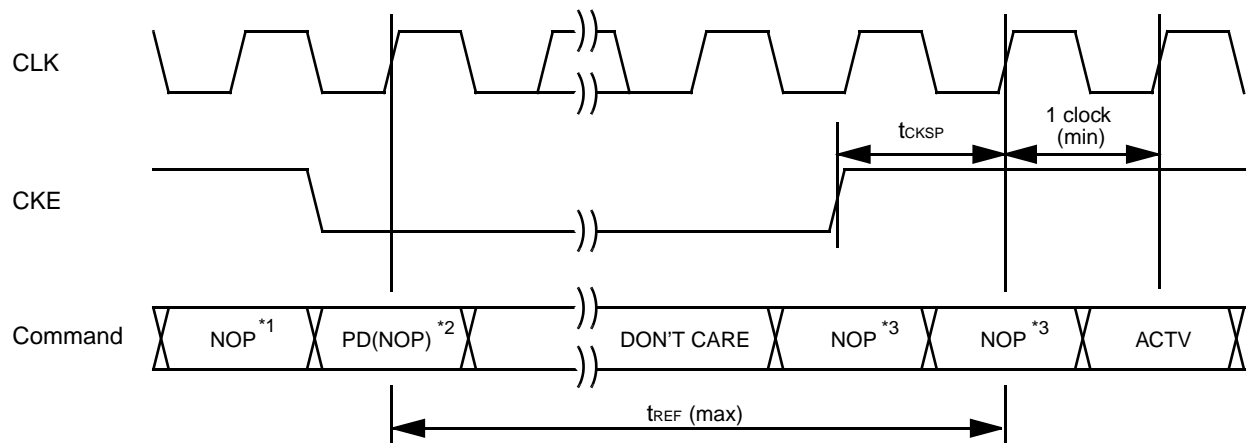 CLK
1 clock
(min)
tCKSP
CKE
Command
NOP *1
PD(NOP) *2
DON'T CARE
NOP *3
NOP *3
ACTV
tREF (max)